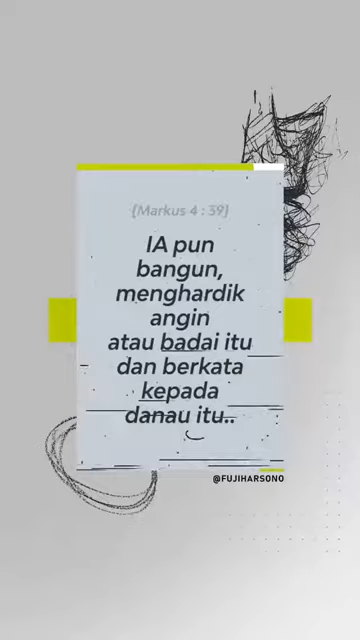 {Markus 4 : 39}
IA pun
bangun,
menghardik
angin
atau badai itu
dan berkata
kepada
danau itu..
@FUJIHARSONO